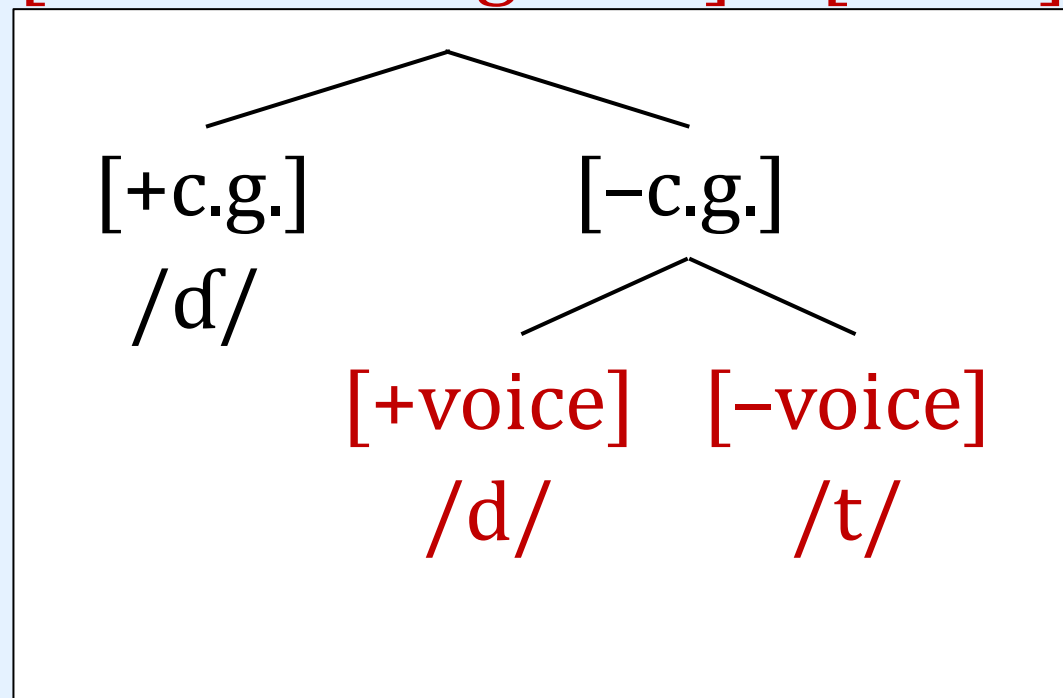 [+c.g.] [−c.g.]
/ɗ/
[+voice] [−voice]
/d/ /t/